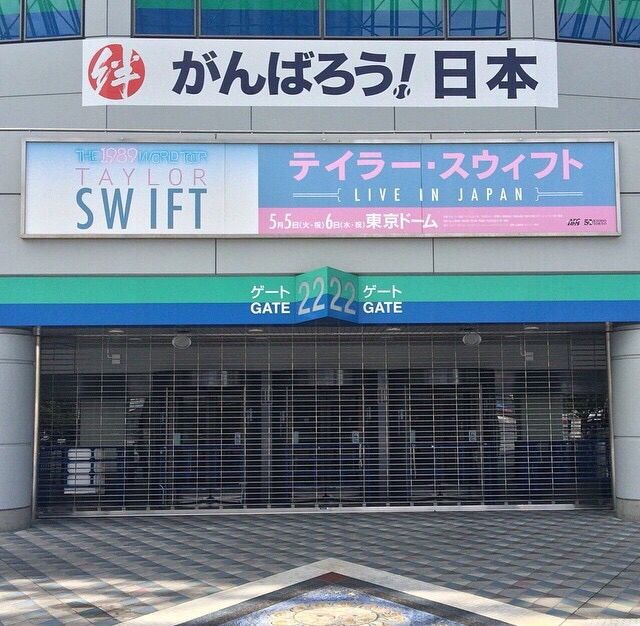 絆 がんばろう!日本
THE 1989 WORLD TOUR
TAYLOR
SWIFT
テイラー・スウィフト
LIVE IN JAPAN
5月5日(火・祝)6日(水・祝)東京ドーム
ゲート 22 22 ゲート
GATE GATE